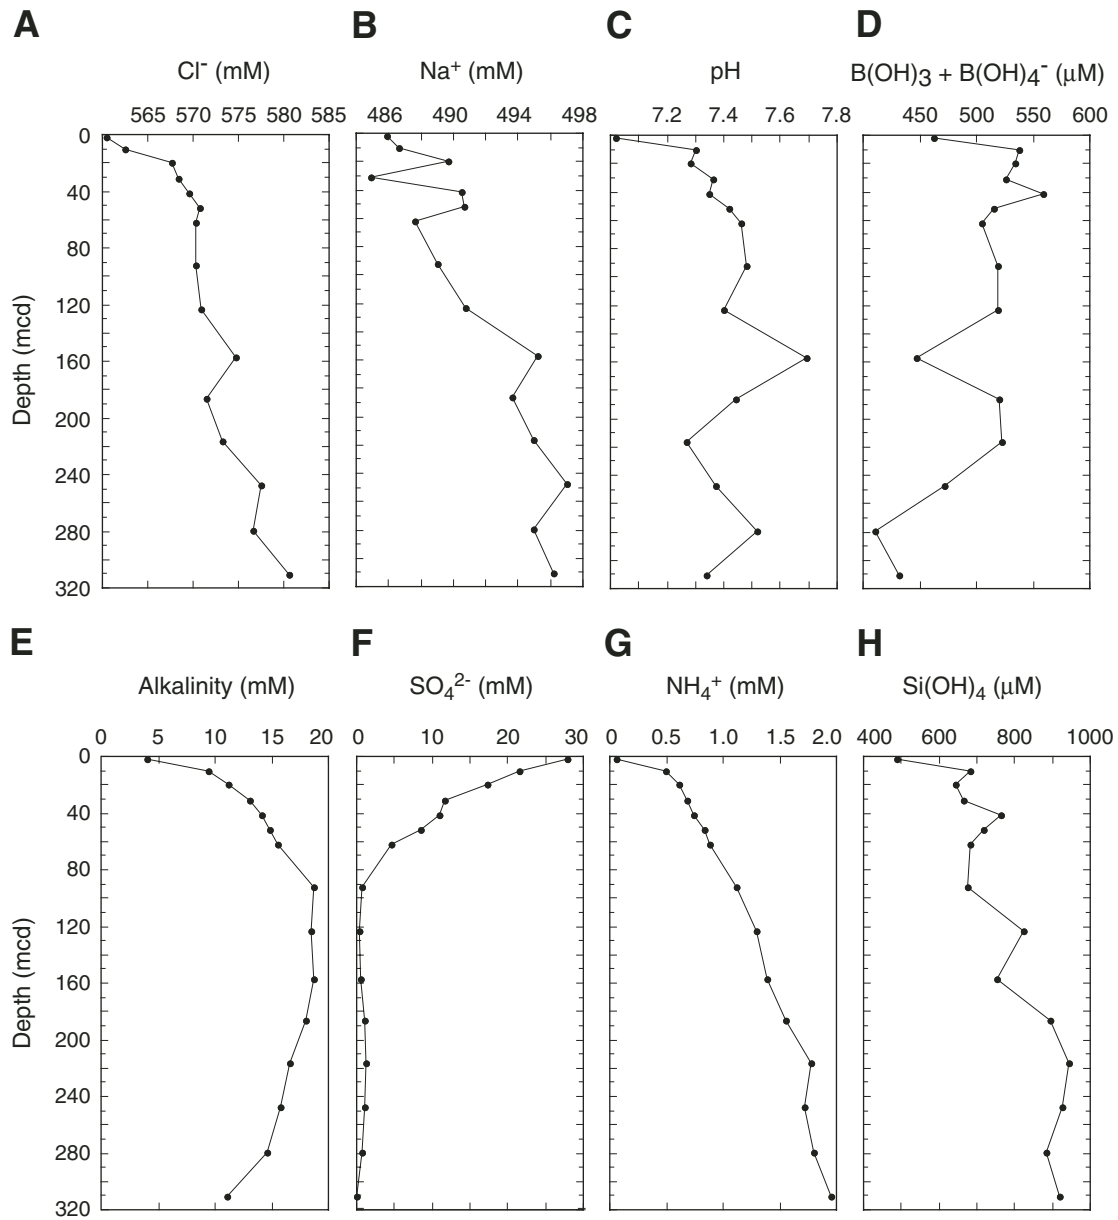 A B C D
Cl⁻ (mM) Na⁺ (mM) pH B(OH)3 + B(OH)4⁻ (μM)
565 570 575 580 585 486 490 494 498 7.2 7.4 7.6 7.8 450 500 550 600
0
40
80
120
160
200
240
280
320
Depth (mcd)
E F G H
Alkalinity (mM) SO₄²⁻ (mM) NH₄⁺ (mM) Si(OH)₄ (μM)
0 5 10 15 20 0 10 20 30 0 0.5 1.0 1.5 2.0 400 600 800 1000
0
40
80
120
160
200
240
280
320
Depth (mcd)